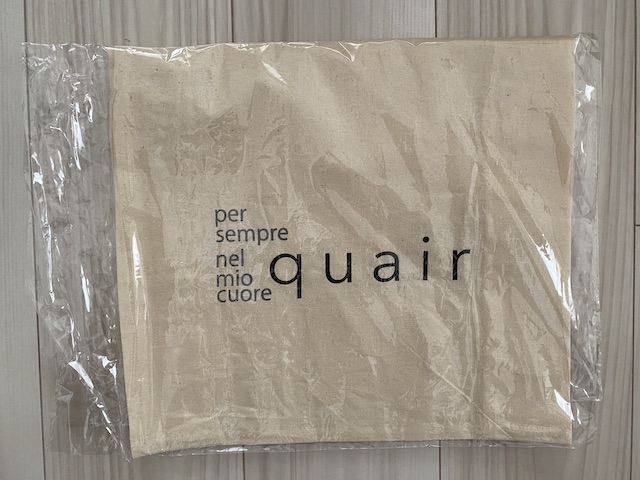 per
sempre
nel
mio
cuore
quair